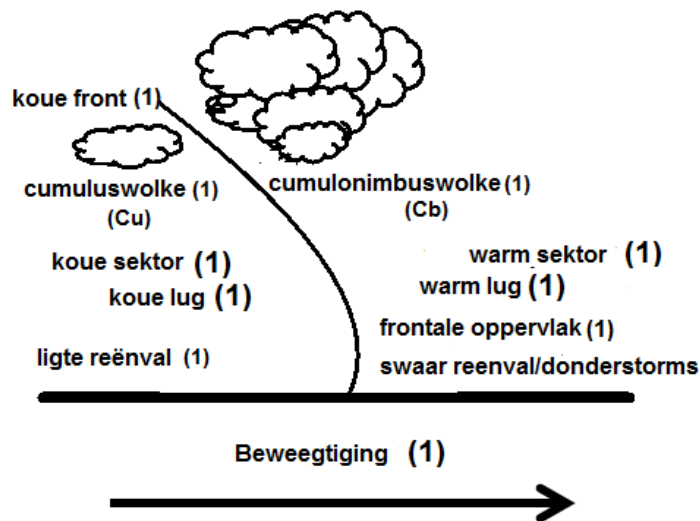 koue front (1)
cumuluswolke (1)
(Cu)
cumulonimbuswolke (1)
(Cb)
koue sektor (1)
koue lug (1)
warm sektor (1)
warm lug (1)
frontale oppervlak (1)
ligte reënval (1)
swaar reenval/donderstorms
Beweegtiging (1)